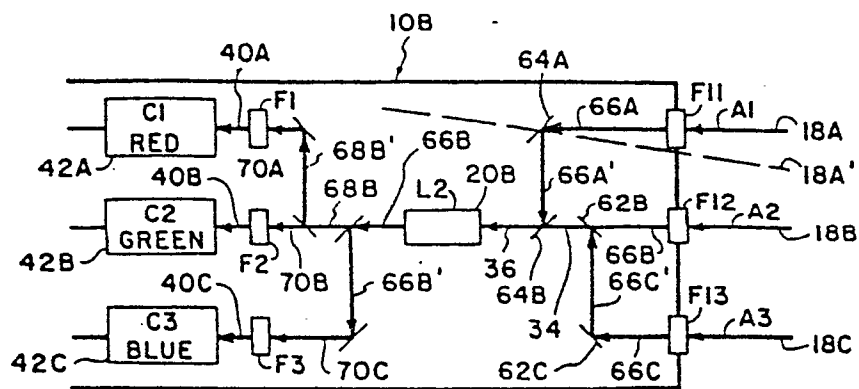 10B
40A
F1
64A
66A
F11
A1
18A
C1
RED
42A
70A
68B'
66B
66A'
18A'
40B
68B
L2
20B
62B
F12
A2
18B
C2
GREEN
42B
F2
70B
66B'
36
64B
34
66B'
66C'
F13
40C
A3
18C
C3
BLUE
42C
F3
70C
62C
66C